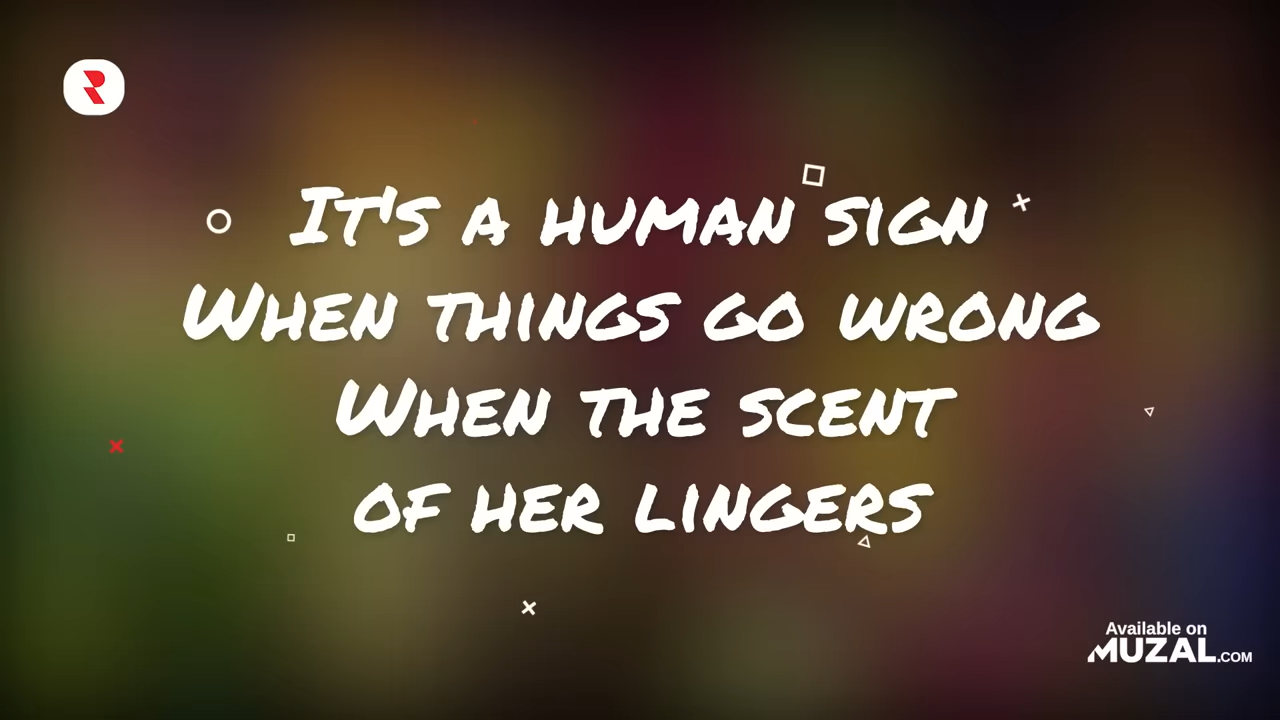 It's a human sign
When things go wrong
When the scent
of her lingers
Available on
MUZAL.COM